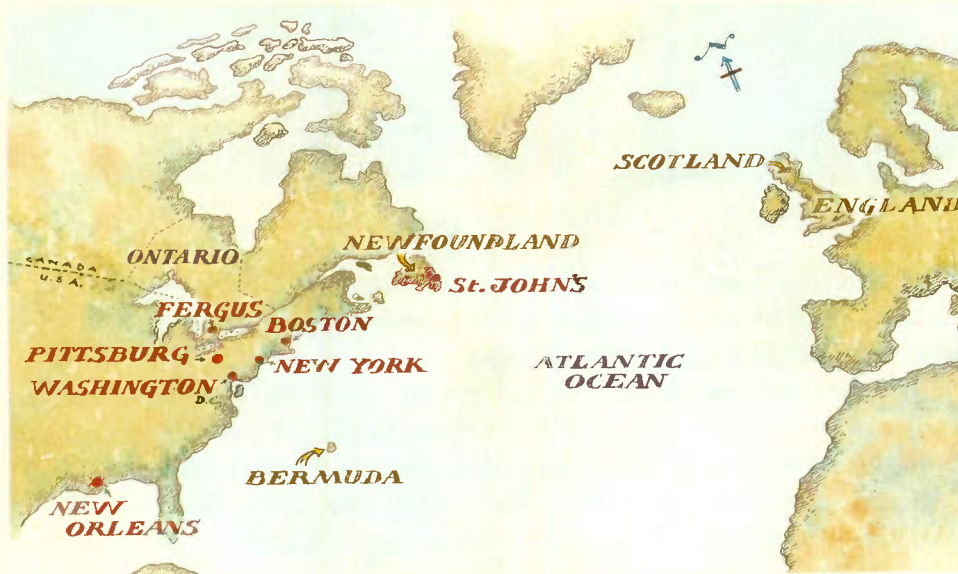 SCOTLAND
ENGLAND
NEWFOUNDLAND
ONTARIO
CANADA
U.S.A.
St. JOHN'S
FERGUS
BOSTON
PITTSBURG
NEW YORK
WASHINGTON
D.C.
ATLANTIC
OCEAN
BERMUDA
NEW
ORLEANS